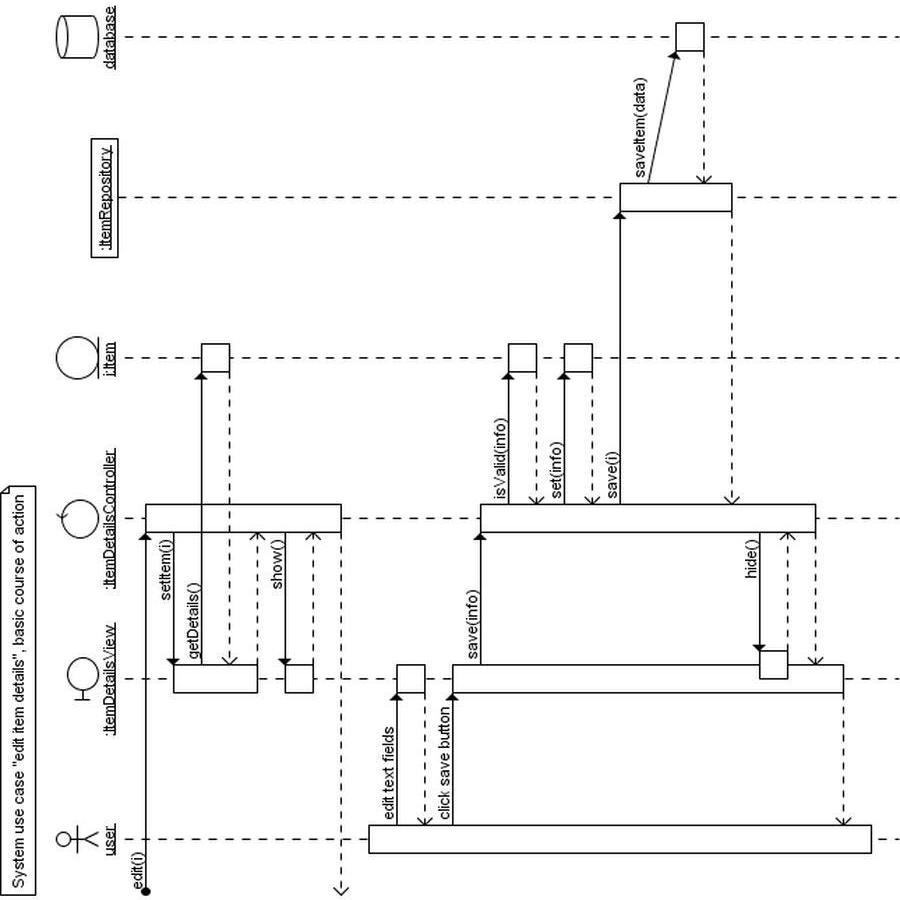 System use case "edit item details", basic course of action
user
:ItemDetailsView
:ItemDetailsController
i:Item
:ItemRepository
database
edit(i)
setItem(i)
getDetails()
show()
edit text fields
click save button
save(info)
isValid(info)
set(info)
save(i)
saveItem(data)
hide()